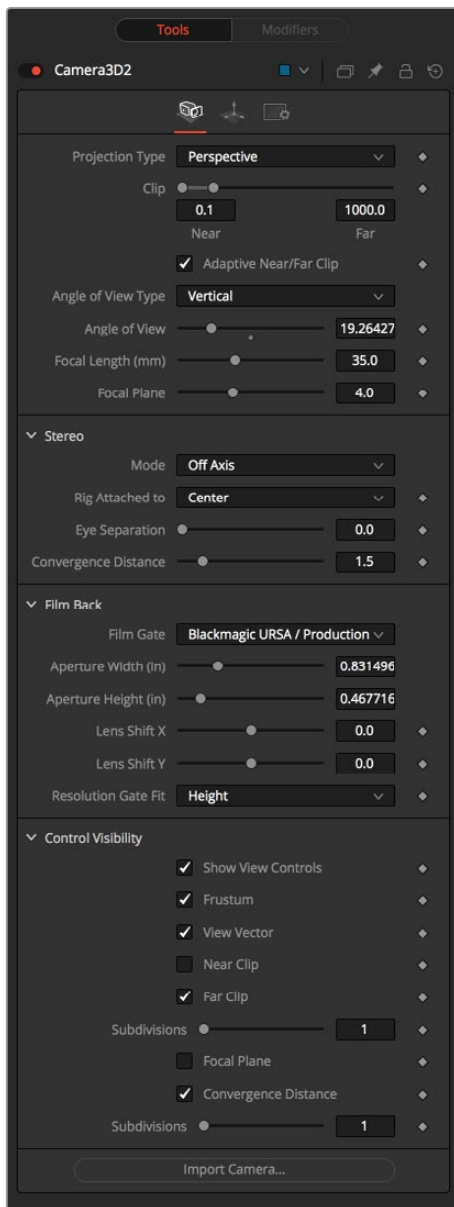 Tools Modifiers
Camera3D2
Projection Type Perspective
Clip
0.1 1000.0
Near Far
Adaptive Near/Far Clip
Angle of View Type Vertical
Angle of View 19.26427
Focal Length (mm) 35.0
Focal Plane 4.0
Stereo
Mode Off Axis
Rig Attached to Center
Eye Separation 0.0
Convergence Distance 1.5
Film Back
Film Gate Blackmagic URSA / Production
Aperture Width (in) 0.831496
Aperture Height (in) 0.467716
Lens Shift X 0.0
Lens Shift Y 0.0
Resolution Gate Fit Height
Control Visibility
Show View Controls
Frustum
View Vector
Near Clip
Far Clip
Subdivisions 1
Focal Plane
Convergence Distance
Subdivisions 1
Import Camera...